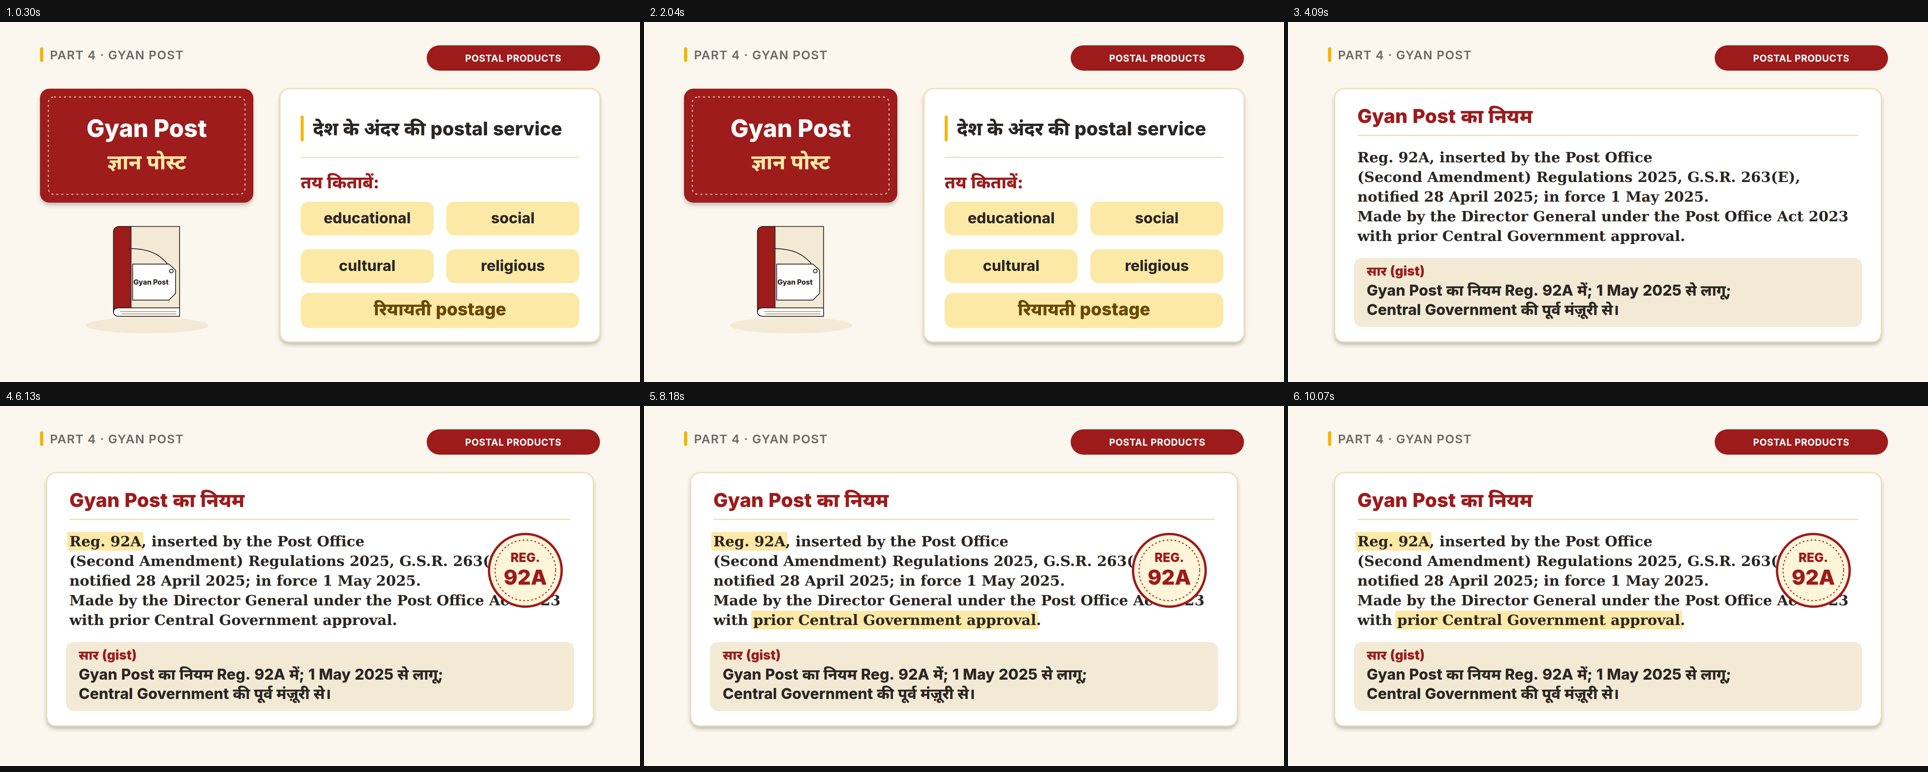 1. 0.30s
PART 4 · GYAN POST
POSTAL PRODUCTS
Gyan Post
ज्ञान पोस्ट
Gyan Post
देश के अंदर की postal service
तय किताबें:
educational
social
cultural
religious
रियायती postage
2. 2.04s
PART 4 · GYAN POST
POSTAL PRODUCTS
Gyan Post
ज्ञान पोस्ट
Gyan Post
देश के अंदर की postal service
तय किताबें:
educational
social
cultural
religious
रियायती postage
3. 4.09s
PART 4 · GYAN POST
POSTAL PRODUCTS
Gyan Post का नियम
Reg. 92A, inserted by the Post Office
(Second Amendment) Regulations 2025, G.S.R. 263(E),
notified 28 April 2025; in force 1 May 2025.
Made by the Director General under the Post Office Act 2023
with prior Central Government approval.
सार (gist)
Gyan Post का नियम Reg. 92A में; 1 May 2025 से लागू;
Central Government की पूर्व मंज़ूरी से।
4. 6.13s
PART 4 · GYAN POST
POSTAL PRODUCTS
Gyan Post का नियम
Reg. 92A, inserted by the Post Office
(Second Amendment) Regulations 2025, G.S.R. 263(
notified 28 April 2025; in force 1 May 2025.
Made by the Director General under the Post Office
with prior Central Government approval.
REG.
92A
सार (gist)
Gyan Post का नियम Reg. 92A में; 1 May 2025 से लागू;
Central Government की पूर्व मंज़ूरी से।
5. 8.18s
PART 4 · GYAN POST
POSTAL PRODUCTS
Gyan Post का नियम
Reg. 92A, inserted by the Post Office
(Second Amendment) Regulations 2025, G.S.R. 263(
notified 28 April 2025; in force 1 May 2025.
Made by the Director General under the Post Office
with prior Central Government approval.
REG.
92A
सार (gist)
Gyan Post का नियम Reg. 92A में; 1 May 2025 से लागू;
Central Government की पूर्व मंज़ूरी से।
6. 10.07s
PART 4 · GYAN POST
POSTAL PRODUCTS
Gyan Post का नियम
Reg. 92A, inserted by the Post Office
(Second Amendment) Regulations 2025, G.S.R. 263(
notified 28 April 2025; in force 1 May 2025.
Made by the Director General under the Post Office
with prior Central Government approval.
REG.
92A
सार (gist)
Gyan Post का नियम Reg. 92A में; 1 May 2025 से लागू;
Central Government की पूर्व मंज़ूरी से।